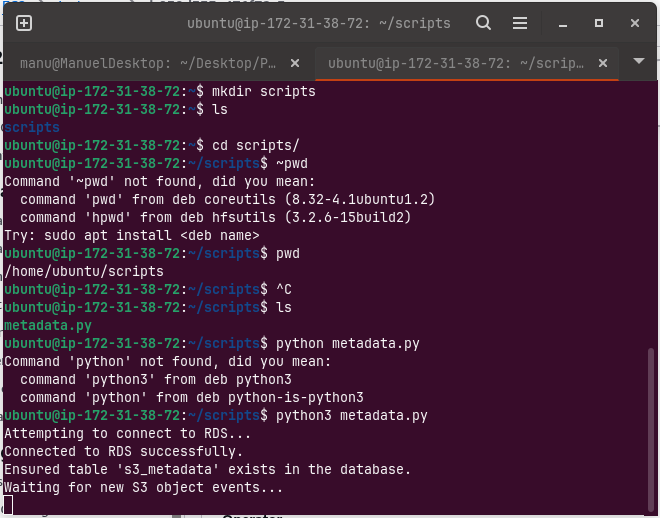 ubuntu@ip-172-31-38-72: ~/scripts
manu@ManuelDesktop: ~/Desktop/P...
ubuntu@ip-172-31-38-72: ~/scrip...
ubuntu@ip-172-31-38-72:~$ mkdir scripts
ubuntu@ip-172-31-38-72:~$ ls
scripts
ubuntu@ip-172-31-38-72:~$ cd scripts/
ubuntu@ip-172-31-38-72:~/scripts$ ~pwd
Command '~pwd' not found, did you mean:
  command 'pwd' from deb coreutils (8.32-4.1ubuntu1.2)
  command 'hpwd' from deb hfsutils (3.2.6-15build2)
Try: sudo apt install <deb name>
ubuntu@ip-172-31-38-72:~/scripts$ pwd
/home/ubuntu/scripts
ubuntu@ip-172-31-38-72:~/scripts$ ^C
ubuntu@ip-172-31-38-72:~/scripts$ ls
metadata.py
ubuntu@ip-172-31-38-72:~/scripts$ python metadata.py
Command 'python' not found, did you mean:
  command 'python3' from deb python3
  command 'python' from deb python-is-python3
ubuntu@ip-172-31-38-72:~/scripts$ python3 metadata.py
Attempting to connect to RDS...
Connected to RDS successfully.
Ensured table 's3_metadata' exists in the database.
Waiting for new S3 object events...